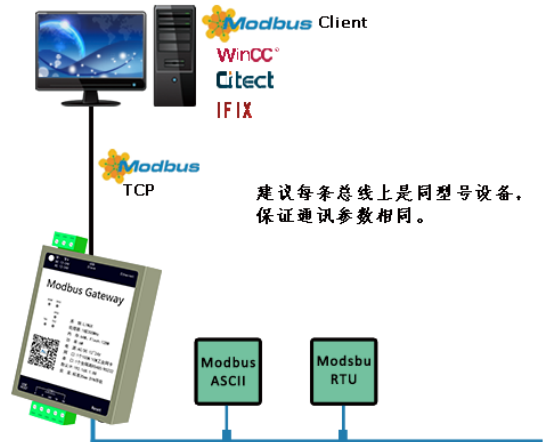 Modbus Client
WinCC®
Citect
IFIX
Modbus
TCP
建议每条总线上是同型号设备，
保证通讯参数相同。
Modbus Gateway
Reset
Modbus
ASCII
Modsbu
RTU